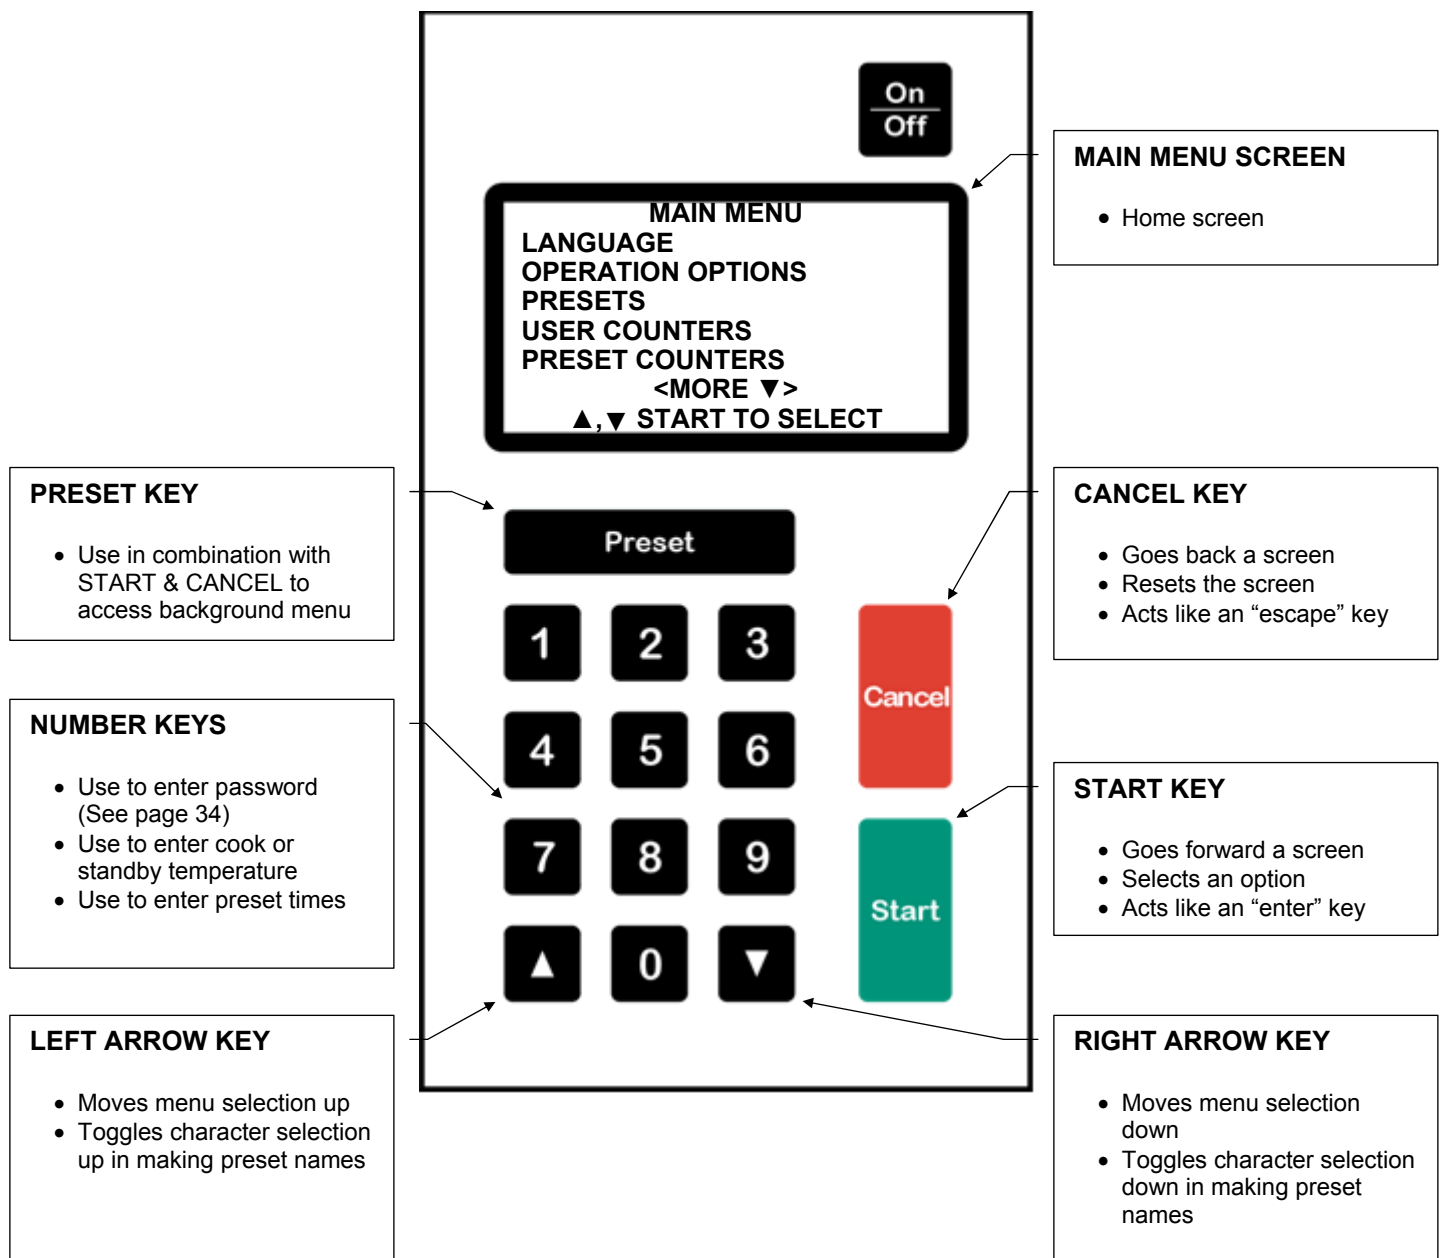 On
Off
MAIN MENU SCREEN
• Home screen
MAIN MENU
LANGUAGE
OPERATION OPTIONS
PRESETS
USER COUNTERS
PRESET COUNTERS
<MORE ▼>
▲,▼ START TO SELECT
PRESET KEY
• Use in combination with
START & CANCEL to
access background menu
Preset
CANCEL KEY
• Goes back a screen
• Resets the screen
• Acts like an “escape” key
1 2 3
Cancel
4 5 6
NUMBER KEYS
• Use to enter password
(See page 34)
• Use to enter cook or
standby temperature
• Use to enter preset times
START KEY
• Goes forward a screen
• Selects an option
• Acts like an “enter” key
7 8 9
Start
▲ 0 ▼
LEFT ARROW KEY
• Moves menu selection up
• Toggles character selection
up in making preset names
RIGHT ARROW KEY
• Moves menu selection
down
• Toggles character selection
down in making preset
names